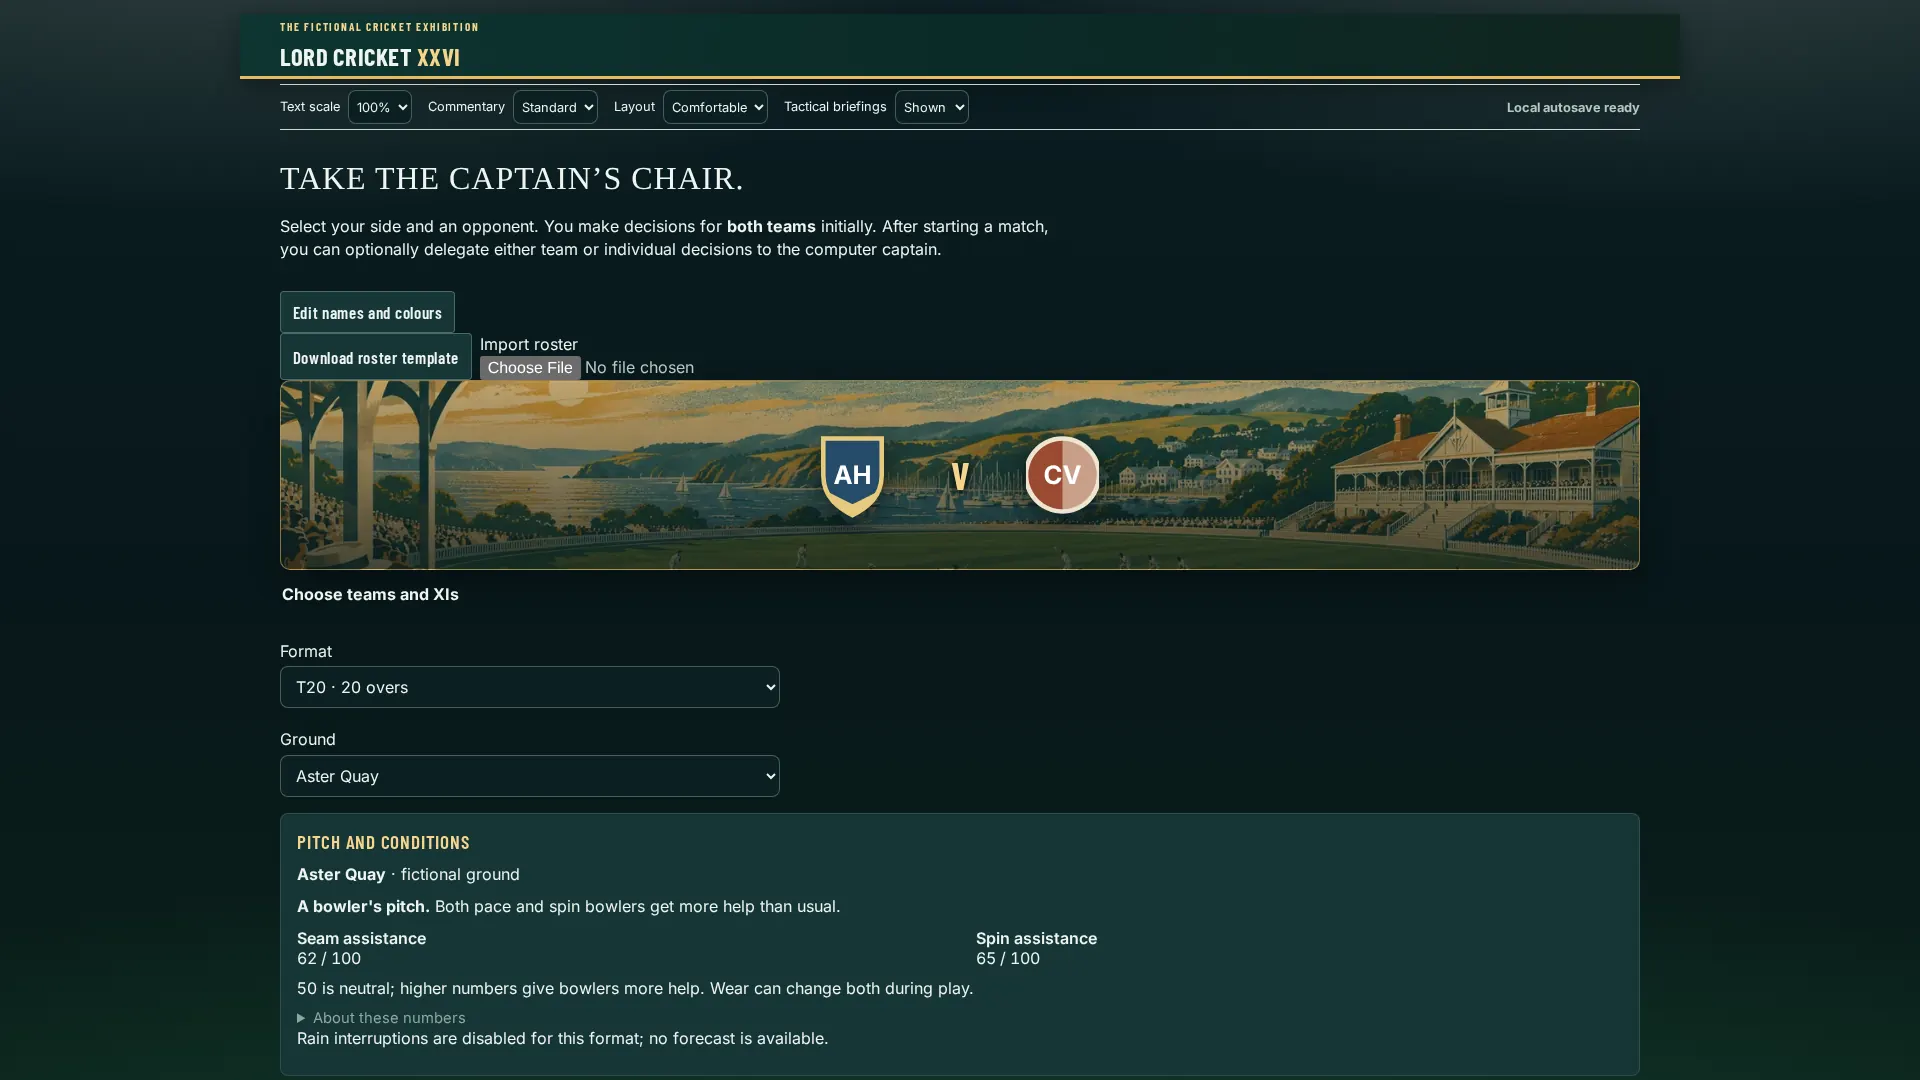 THE FICTIONAL CRICKET EXHIBITION
LORD CRICKET XXVI
Text scale 100% Commentary Standard Layout Comfortable Tactical briefings Shown Local autosave ready
TAKE THE CAPTAIN’S CHAIR.
Select your side and an opponent. You make decisions for both teams initially. After starting a match,
you can optionally delegate either team or individual decisions to the computer captain.
Edit names and colours
Download roster template
Import roster
Choose File No file chosen
AH V CV
Choose teams and XIs
Format
T20 · 20 overs
Ground
Aster Quay
PITCH AND CONDITIONS
Aster Quay · fictional ground
A bowler's pitch. Both pace and spin bowlers get more help than usual.
Seam assistance
62 / 100
Spin assistance
65 / 100
50 is neutral; higher numbers give bowlers more help. Wear can change both during play.
About these numbers
Rain interruptions are disabled for this format; no forecast is available.